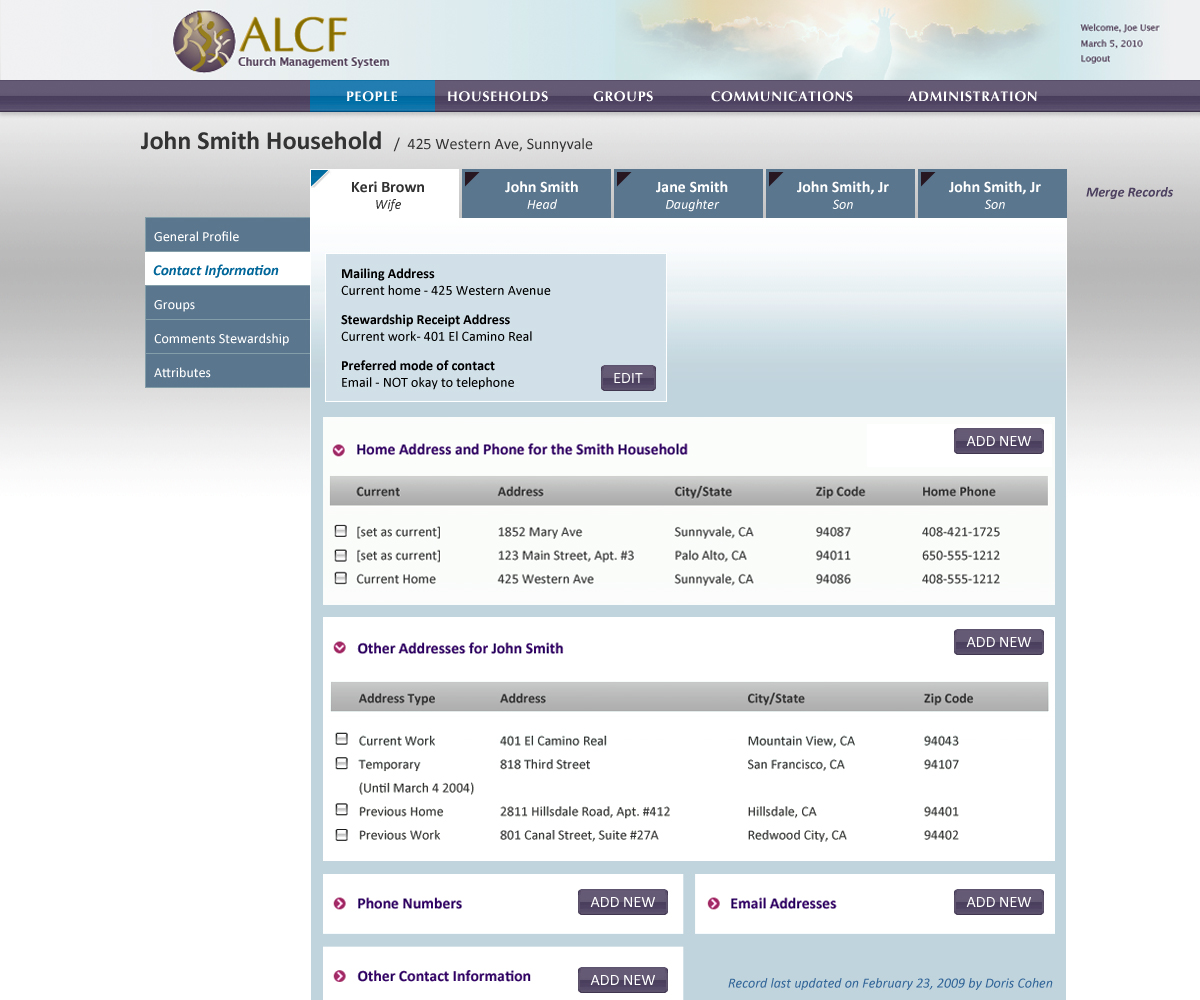 ALCF
Church Management System
Welcome, Joe User
March 5, 2010
Logout
PEOPLE HOUSEHOLDS GROUPS COMMUNICATIONS ADMINISTRATION
John Smith Household / 425 Western Ave, Sunnyvale
Keri Brown John Smith Jane Smith John Smith, Jr John Smith, Jr
Wife Head Daughter Son Son
Merge Records
General Profile
Contact Information
Groups
Comments Stewardship
Attributes
Mailing Address
Current home - 425 Western Avenue
Stewardship Receipt Address
Current work- 401 El Camino Real
Preferred mode of contact
Email - NOT okay to telephone
EDIT
Home Address and Phone for the Smith Household ADD NEW
Current Address City/State Zip Code Home Phone
[set as current] 1852 Mary Ave Sunnyvale, CA 94087 408-421-1725
[set as current] 123 Main Street, Apt. #3 Palo Alto, CA 94011 650-555-1212
Current Home 425 Western Ave Sunnyvale, CA 94086 408-555-1212
Other Addresses for John Smith ADD NEW
Address Type Address City/State Zip Code
Current Work 401 El Camino Real Mountain View, CA 94043
Temporary 818 Third Street San Francisco, CA 94107
(Until March 4 2004)
Previous Home 2811 Hillsdale Road, Apt. #412 Hillsdale, CA 94401
Previous Work 801 Canal Street, Suite #27A Redwood City, CA 94402
Phone Numbers ADD NEW Email Addresses ADD NEW
Other Contact Information ADD NEW
Record last updated on February 23, 2009 by Doris Cohen